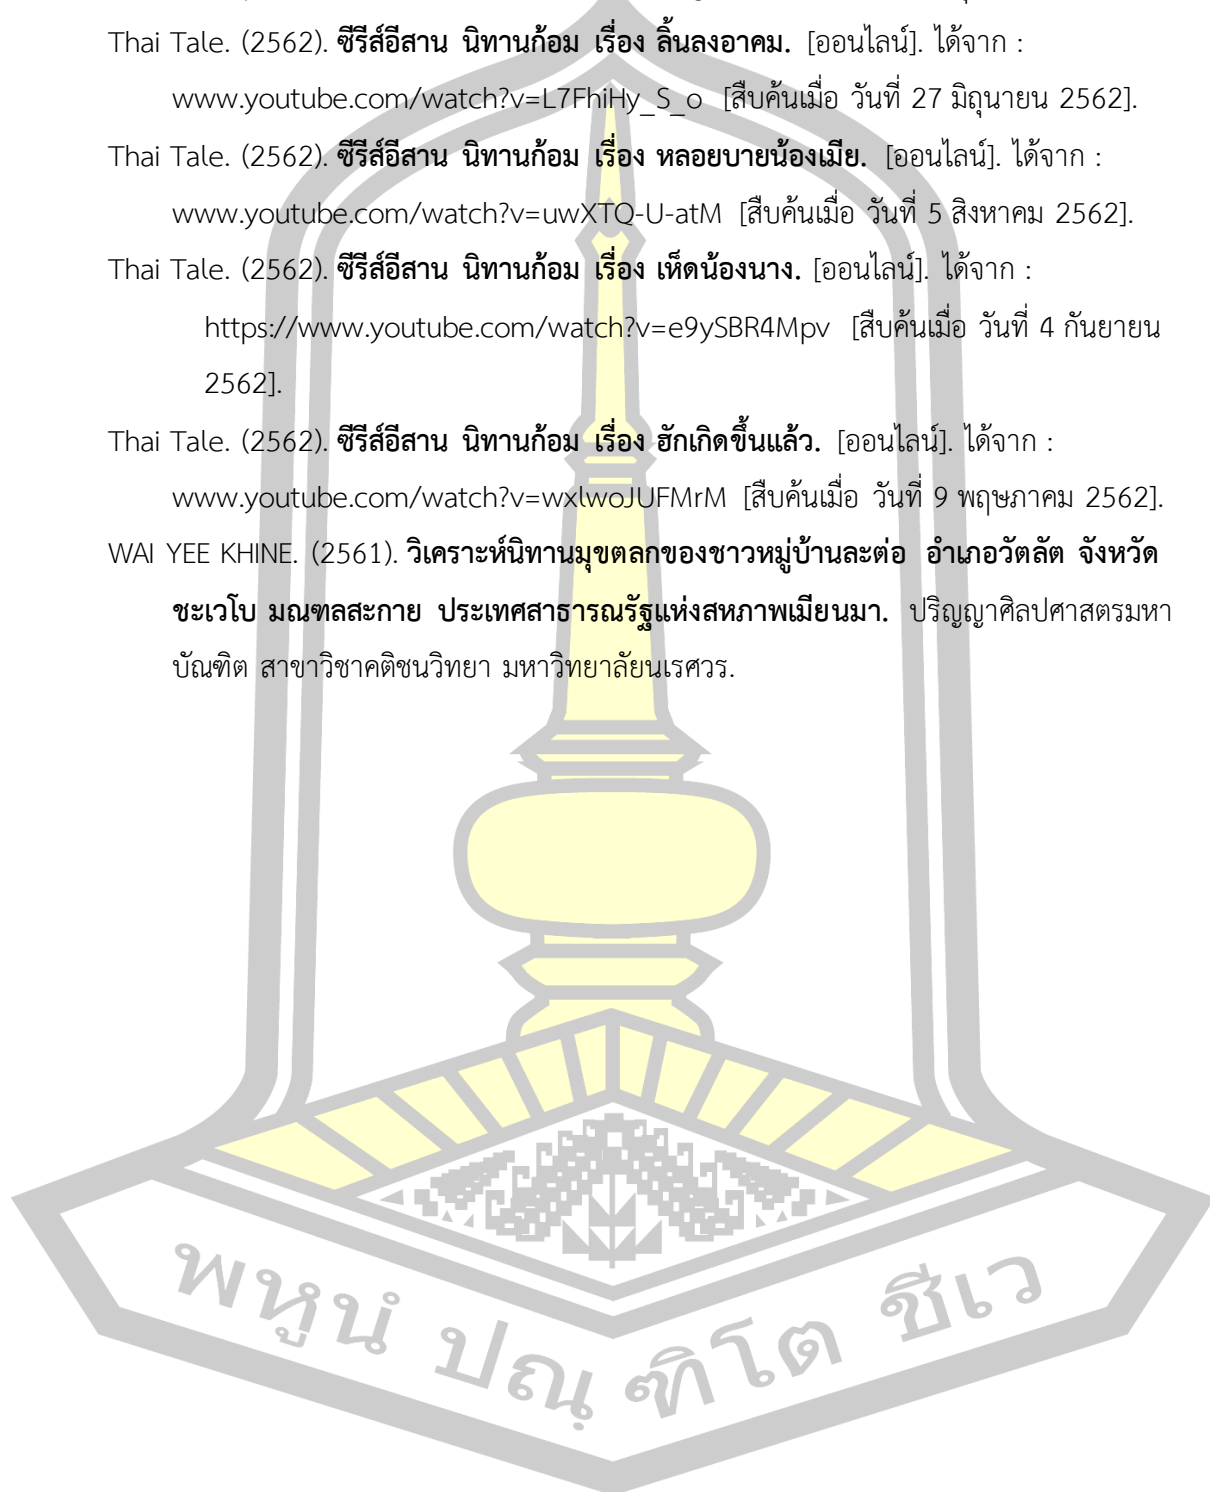 Thai Tale. (2562). ซีรีส์อีสาน นิทานก้อม เรื่อง ลิ้นลงอาคม. [ออนไลน์]. ได้จาก :
www.youtube.com/watch?v=L7FhiHy_S_o [สืบค้นเมื่อ วันที่ 27 มิถุนายน 2562].
Thai Tale. (2562). ซีรีส์อีสาน นิทานก้อม เรื่อง หลอยบายน้องเมีย. [ออนไลน์]. ได้จาก :
www.youtube.com/watch?v=uwXTQ-U-atM [สืบค้นเมื่อ วันที่ 5 สิงหาคม 2562].
Thai Tale. (2562). ซีรีส์อีสาน นิทานก้อม เรื่อง เห็ดน้องนาง. [ออนไลน์]. ได้จาก :
https://www.youtube.com/watch?v=e9ySBR4Mpv [สืบค้นเมื่อ วันที่ 4 กันยายน
2562].
Thai Tale. (2562). ซีรีส์อีสาน นิทานก้อม เรื่อง ฮักเกิดขึ้นแล้ว. [ออนไลน์]. ได้จาก :
www.youtube.com/watch?v=wxlwoJUFMrM [สืบค้นเมื่อ วันที่ 9 พฤษภาคม 2562].
WAI YEE KHINE. (2561). วิเคราะห์นิทานมุขตลกของชาวหมู่บ้านละต่อ อำเภอวัตลัต จังหวัด
ชะเวโบ มณฑลสะกาย ประเทศสาธารณรัฐแห่งสหภาพเมียนมา. ปริญญาศิลปศาสตรมหา
บัณฑิต สาขาวิชาคติชนวิทยา มหาวิทยาลัยนเรศวร.
พหูนํ ปณฺฑิโต ชีเว